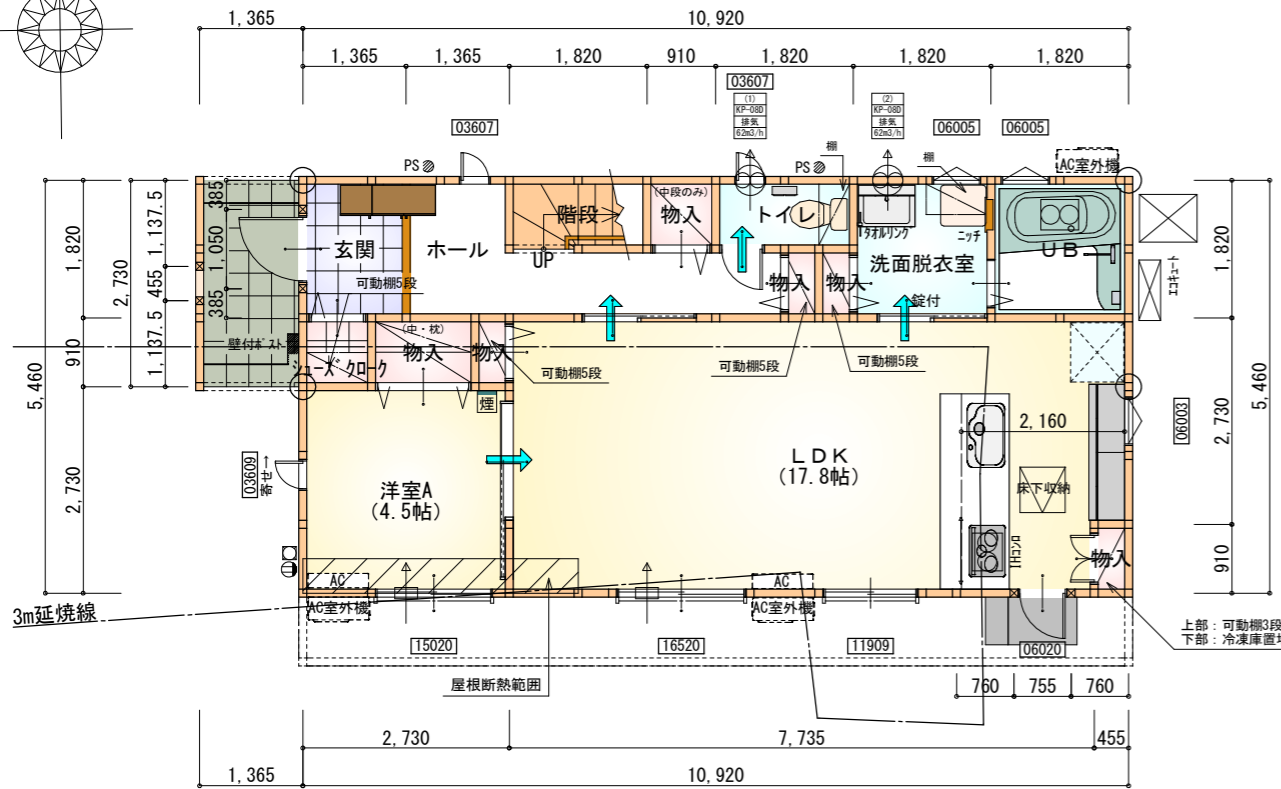 1,365
10,920
1,365
1,365
1,820
910
1,820
1,820
1,820
03607
(1)
KP-08D
排気
62m3/h
(2)
KP-08D
排気
62m3/h
03607
06005
06005
PS
PS
棚
棚
AC室外機
385
1,050
455
385
1,137.5
1,137.5
1,820
2,730
910
2,730
5,460
玄関
ホール
階段
UP
(中段のみ)
物入
トイレ
タオルリンク
ニッチ
洗面脱衣室
錠付
UB
エコキュート
可動棚5段
物入
物入
壁付ポスト
シューズクローク
(中・枕)
物入
物入
可動棚5段
可動棚5段
可動棚5段
煙
1,820
2,730
910
5,460
06003
2,160
LDK
(17.8帖)
洋室A
(4.5帖)
03609
寄せ→
床下収納
IHコンロ
物入
AC
AC室外機
AC
AC室外機
3m延焼線
15020
16520
11909
06020
上部:可動棚3段
下部:冷凍庫置場
屋根断熱範囲
760
755
760
2,730
7,735
455
1,365
10,920